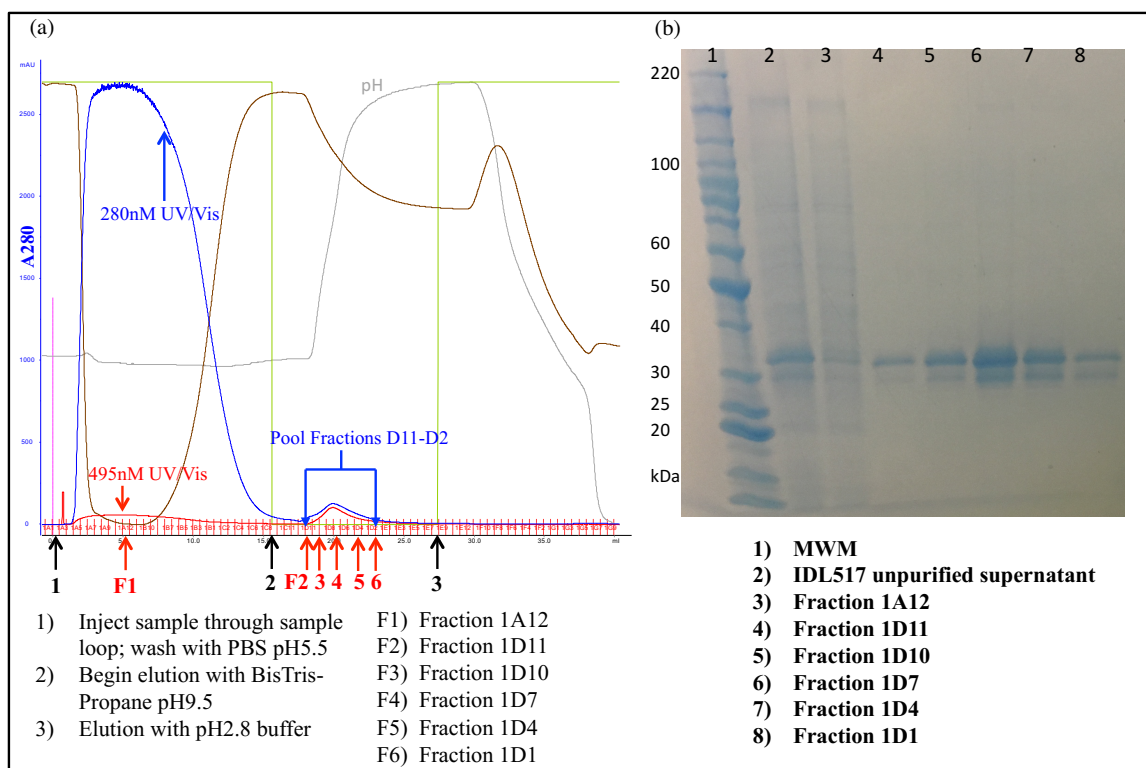 (a)
mAU
2500
2000
1500
1000
500
0
A280
pH
280nM UV/Vis
495nM UV/Vis
Pool Fractions D11-D2
5.0
10.0
15.0
20.0
25.0
30.0
35.0
ml
1
F1
2
F2
3
4
5
6
3
1) Inject sample through sample
loop; wash with PBS pH5.5
2) Begin elution with BisTris-
Propane pH9.5
3) Elution with pH2.8 buffer
F1) Fraction 1A12
F2) Fraction 1D11
F3) Fraction 1D10
F4) Fraction 1D7
F5) Fraction 1D4
F6) Fraction 1D1
(b)
1 2 3 4 5 6 7 8
220
100
60
50
40
30
25
20
kDa
1) MWM
2) IDL517 unpurified supernatant
3) Fraction 1A12
4) Fraction 1D11
5) Fraction 1D10
6) Fraction 1D7
7) Fraction 1D4
8) Fraction 1D1